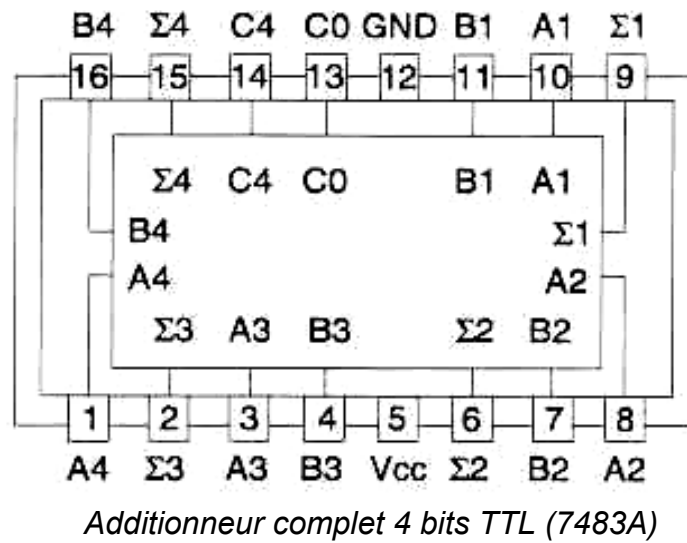 B4 Σ4 C4 C0 GND B1 A1 Σ1
16 15 14 13 12 11 10 9
Σ4 C4 C0 B1 A1
B4 Σ1
A4 A2
Σ3 A3 B3 Σ2 B2
1 2 3 4 5 6 7 8
A4 Σ3 A3 B3 Vcc Σ2 B2 A2
Additionneur complet 4 bits TTL (7483A)